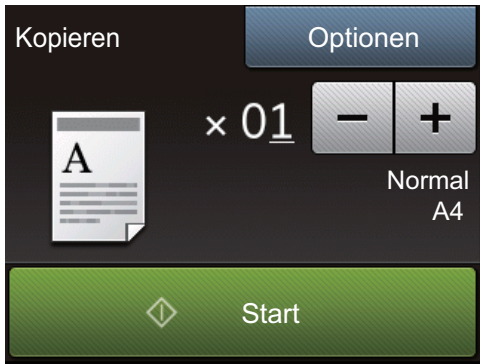 Kopieren
Optionen
× 01
− +
Normal
A4
A
Start